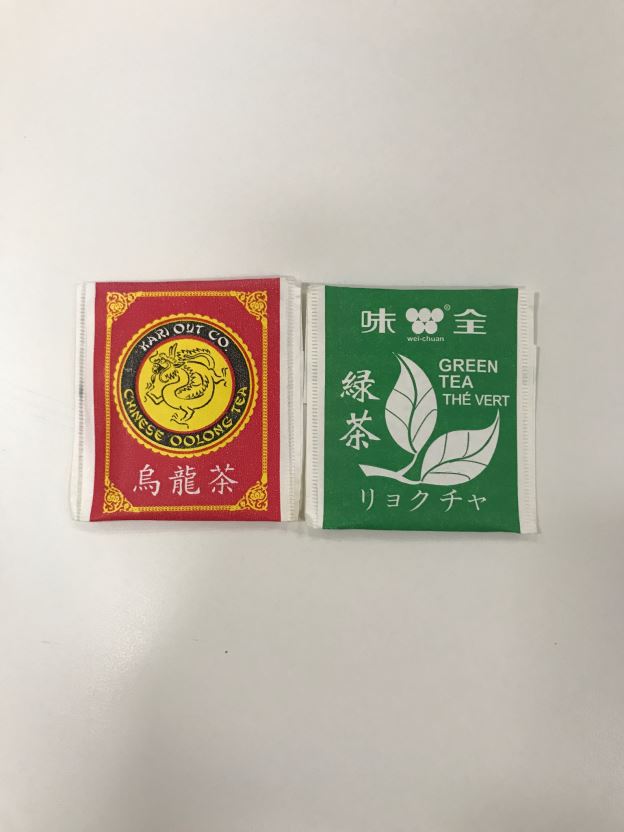 KARI OUT CO.
CHINESE OOLONG TEA
烏龍茶
味全
®
wei-chuan
GREEN
TEA
THÉ VERT
緑茶
リョクチャ